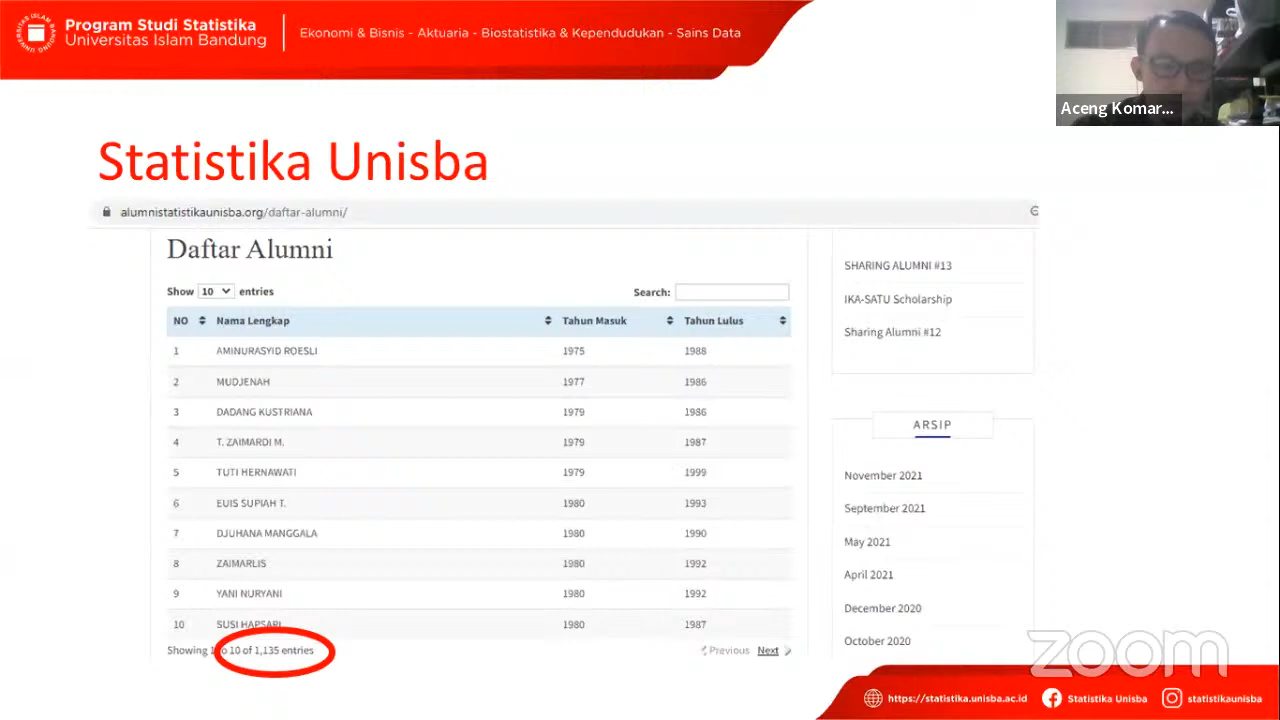 Program Studi Statistika
Universitas Islam Bandung
Ekonomi & Bisnis - Aktuaria - Biostatistika & Kependudukan - Sains Data
Aceng Komar...
Statistika Unisba
alumnistatistikaunisba.org/daftar-alumni/
Daftar Alumni
Show 10 entries
Search:
NO Nama Lengkap Tahun Masuk Tahun Lulus
1 AMINURASYID ROESLI 1975 1988
2 MUDJENAH 1977 1986
3 DADANG KUSTRIANA 1979 1986
4 T. ZAIMARDI M. 1979 1987
5 TUTI HERNAWATI 1979 1999
6 EUIS SUPIAH T. 1980 1993
7 DJUHANA MANGGALA 1980 1990
8 ZAIMARLIS 1980 1992
9 YANI NURYANI 1980 1992
10 SUSI HAPSARI 1980 1987
Showing 1 to 10 of 1,135 entries
Previous Next
SHARING ALUMNI #13
IKA-SATU Scholarship
Sharing Alumni #12
ARSIP
November 2021
September 2021
May 2021
April 2021
December 2020
October 2020
zoom
https://statistika.unisba.ac.id Statistika Unisba statistikaunisba